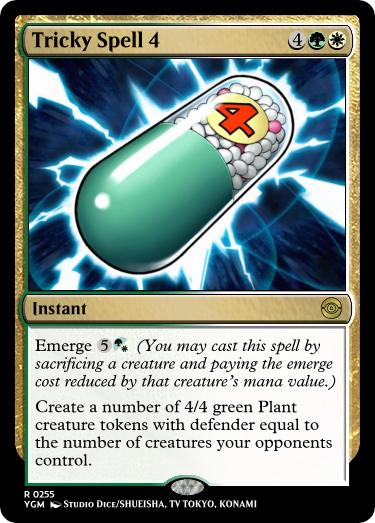 Tricky Spell 4 4
4
Instant
Emerge 5 (You may cast this spell by
sacrificing a creature and paying the emerge
cost reduced by that creature's mana value.)
Create a number of 4/4 green Plant
creature tokens with defender equal to
the number of creatures your opponents
control.
R 0255
YGM Studio Dice/SHUEISHA, TV TOKYO, KONAMI